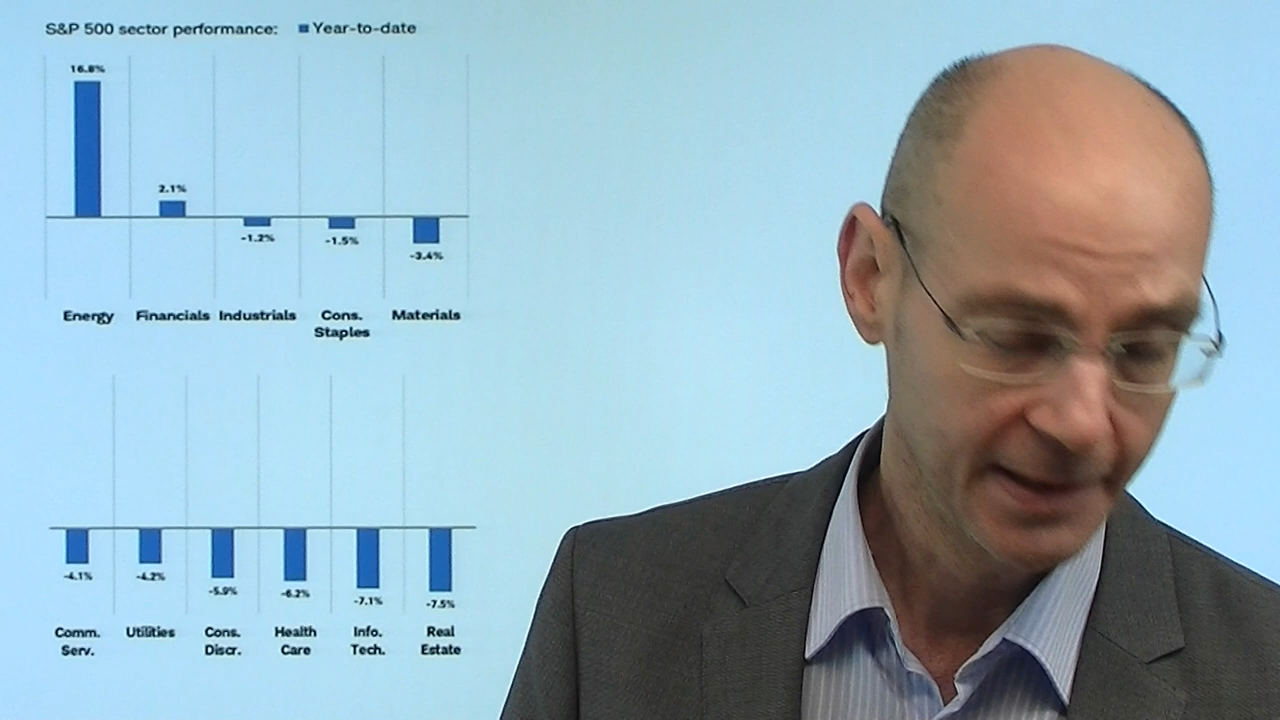 S&P 500 sector performance: Year-to-date
16.8%
2.1%
-1.2% -1.5%
-3.4%
Energy Financials Industrials Cons. Materials
Staples
-4.1% -4.2%
-5.9% -6.2%
-7.1% -7.5%
Comm. Utilities Cons. Health Info. Real
Serv. Discr. Care Tech. Estate